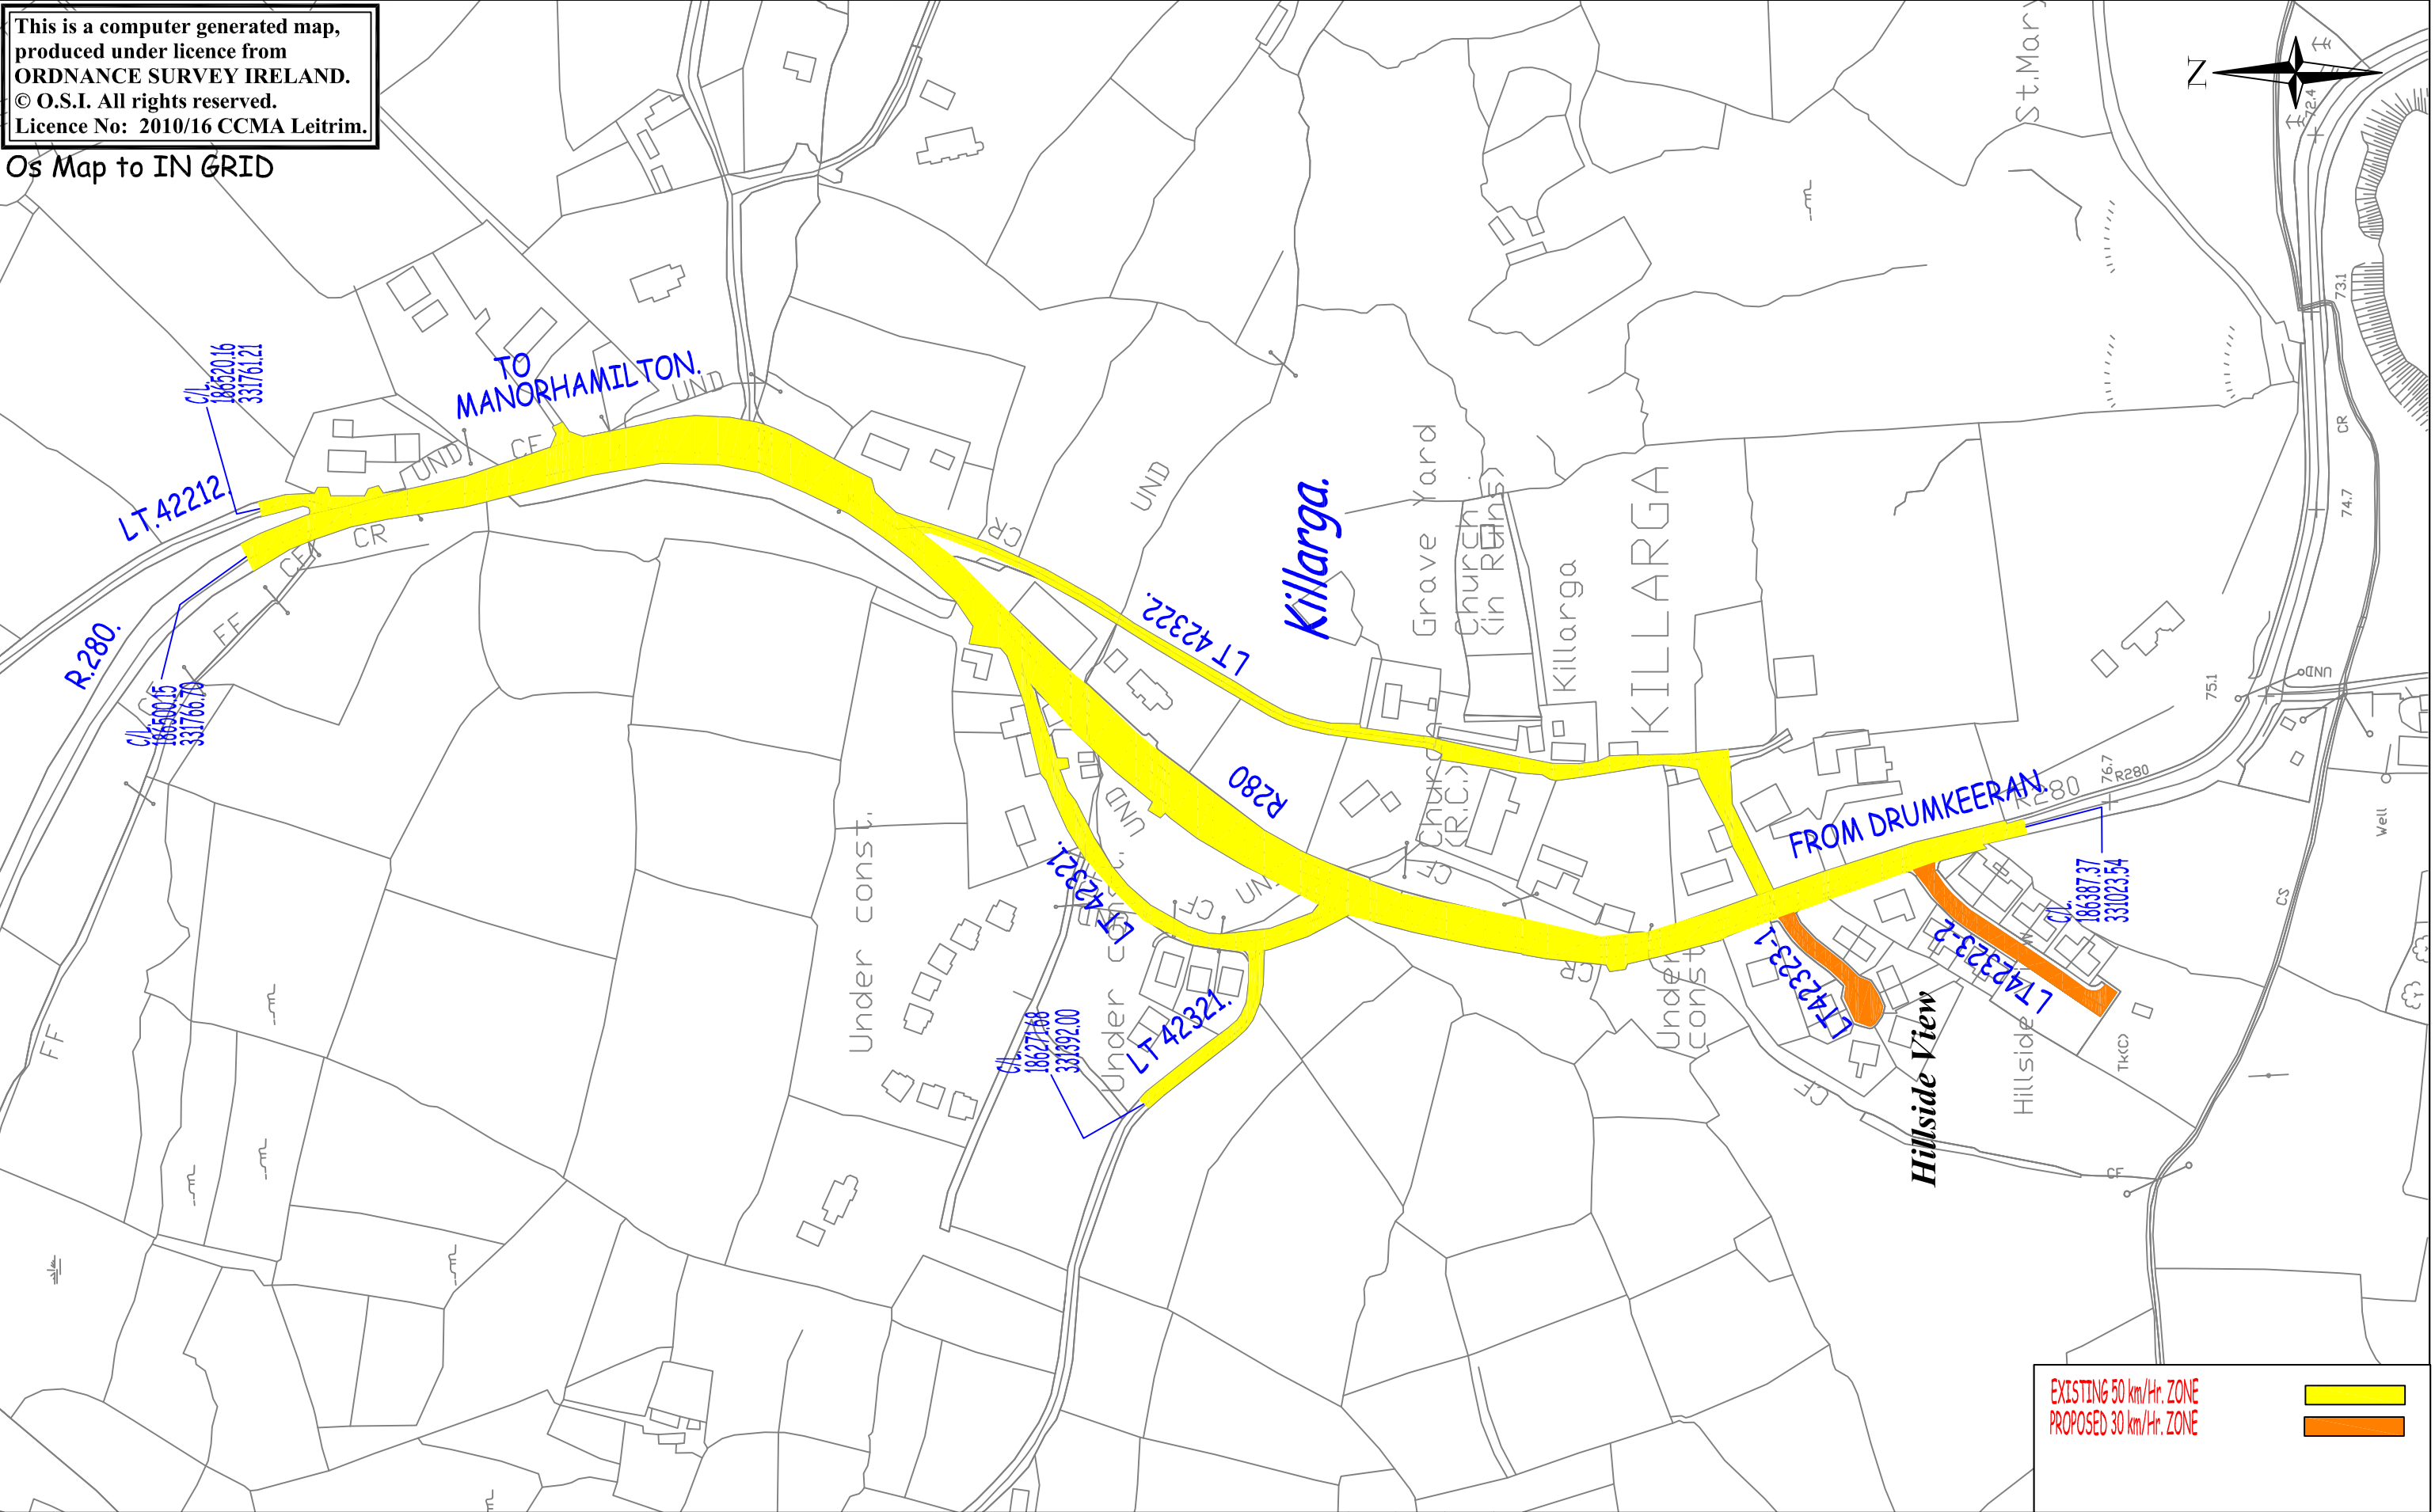 This is a computer generated map,
produced under licence from
ORDNANCE SURVEY IRELAND.
© O.S.I. All rights reserved.
Licence No: 2010/16 CCMA Leitrim.
Os Map to IN GRID
St.Mary
Z
72.4
73.1
CR
74.7
C/L.
186520.16
331761.21
TO
MANORHAMILTON.
UND
CF
UND
LT.42212.
CR
CF
FF
R.280.
C/L.
186500.15
331766.70
CR
UND
LT 42322.
Killarga.
Grave Yard
Church
(in Ruins)
Killarga
KILLARGA
R280
Church
(R.C.)
CF
UND
UND
75.1
76.7
R280
R280
FROM DRUMKEERAN.
C/L.
186387.37
331023.54
Well
CS
Under const.
LT 42321.
UND
CF
Under const.
LT 42321.
C/L.
186271.68
331392.00
CR
Under
const.
LT42323-1
LT42323-2
Hillside View
Hillside
Tk(C)
CF
CF
FF
EXISTING 50 km/Hr. ZONE
PROPOSED 30 km/Hr. ZONE